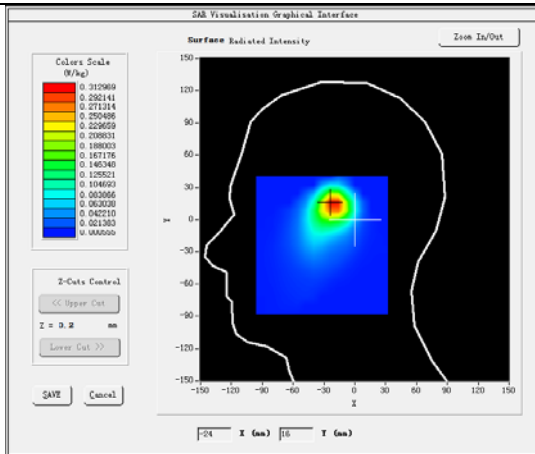 SAR Visualisation Graphical Interface
Surface Radiated Intensity
Zoom In/Out
Colors Scale
(W/kg)
0.312969
0.292141
0.271314
0.250486
0.229659
0.208831
0.188003
0.167176
0.146348
0.125521
0.104693
0.083866
0.063038
0.042210
0.021383
0.000555
Z-Cuts Control
<< Upper Cut
Z = 0.2 mm
Lower Cut >>
SAVE Cancel
150
120
90
60
30
0
-30
-60
-90
-120
-150
Y
-150 -120 -90 -60 -30 0 30 60 90 120 150
X
-24 X (mm) 16 Y (mm)